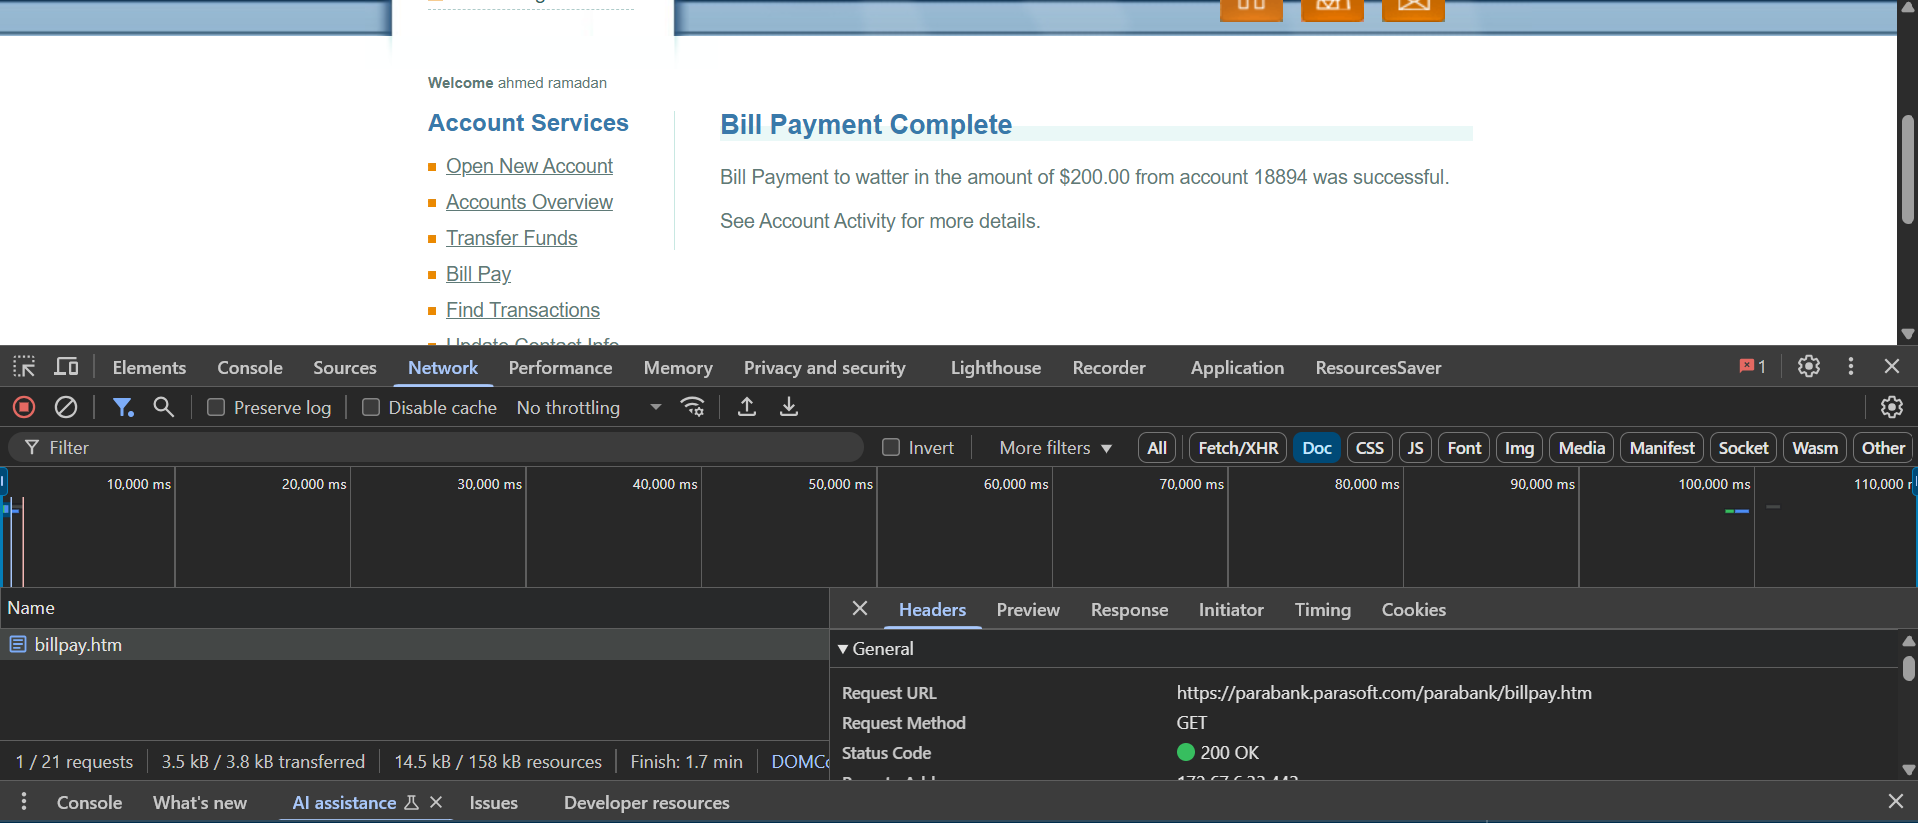 Welcome ahmed ramadan
Account Services
Open New Account
Accounts Overview
Transfer Funds
Bill Pay
Find Transactions
Update Contact Info
Bill Payment Complete
Bill Payment to watter in the amount of $200.00 from account 18894 was successful.
See Account Activity for more details.
Elements Console Sources Network Performance Memory Privacy and security Lighthouse Recorder Application ResourcesSaver 1
Preserve log Disable cache No throttling
Filter Invert More filters All Fetch/XHR Doc CSS JS Font Img Media Manifest Socket Wasm Other
10,000 ms 20,000 ms 30,000 ms 40,000 ms 50,000 ms 60,000 ms 70,000 ms 80,000 ms 90,000 ms 100,000 ms 110,000
Name
billpay.htm
Headers Preview Response Initiator Timing Cookies
General
Request URL https://parabank.parasoft.com/parabank/billpay.htm
Request Method GET
Status Code 200 OK
1 / 21 requests 3.5 kB / 3.8 kB transferred 14.5 kB / 158 kB resources Finish: 1.7 min DOMCo
Console What's new AI assistance Issues Developer resources